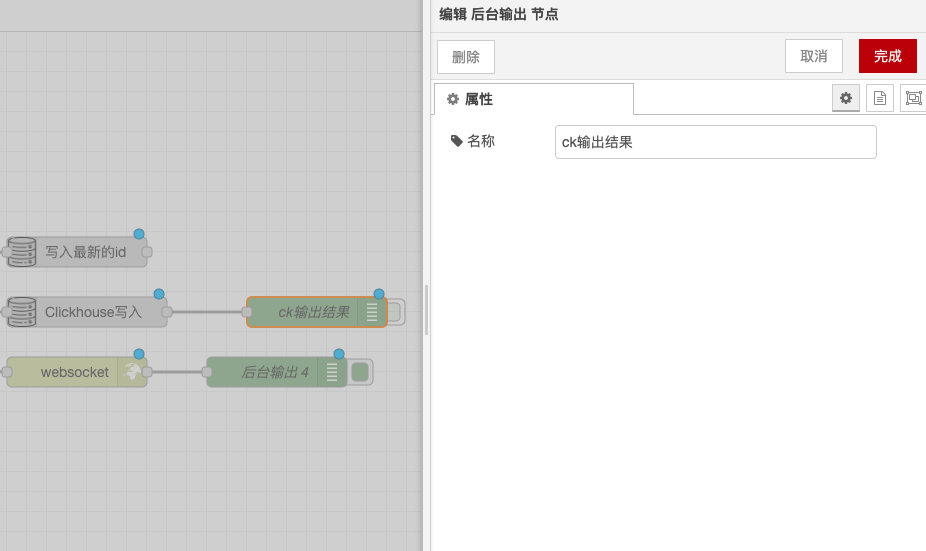 编辑 后台输出 节点
删除
取消
完成
属性
名称
ck输出结果
写入最新的id
Clickhouse写入
ck输出结果
websocket
后台输出 4